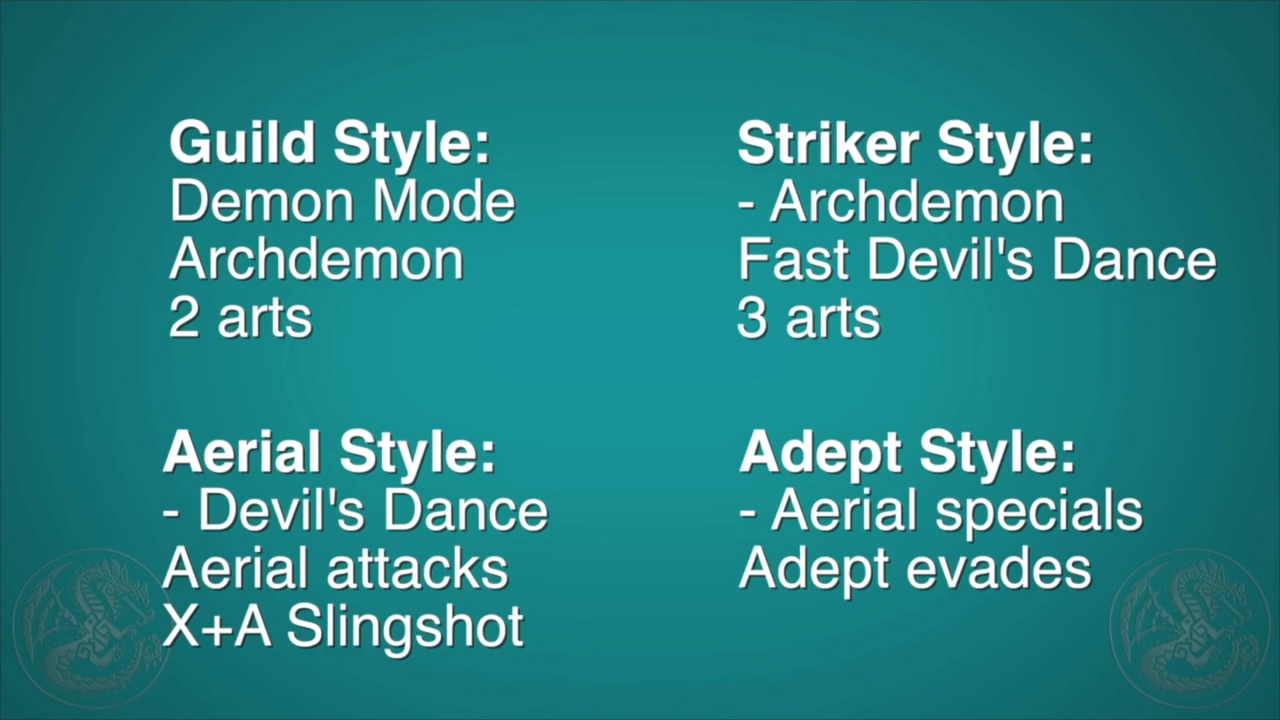 Guild Style:
Demon Mode
Archdemon
2 arts
Striker Style:
- Archdemon
Fast Devil's Dance
3 arts
Aerial Style:
- Devil's Dance
Aerial attacks
X+A Slingshot
Adept Style:
- Aerial specials
Adept evades